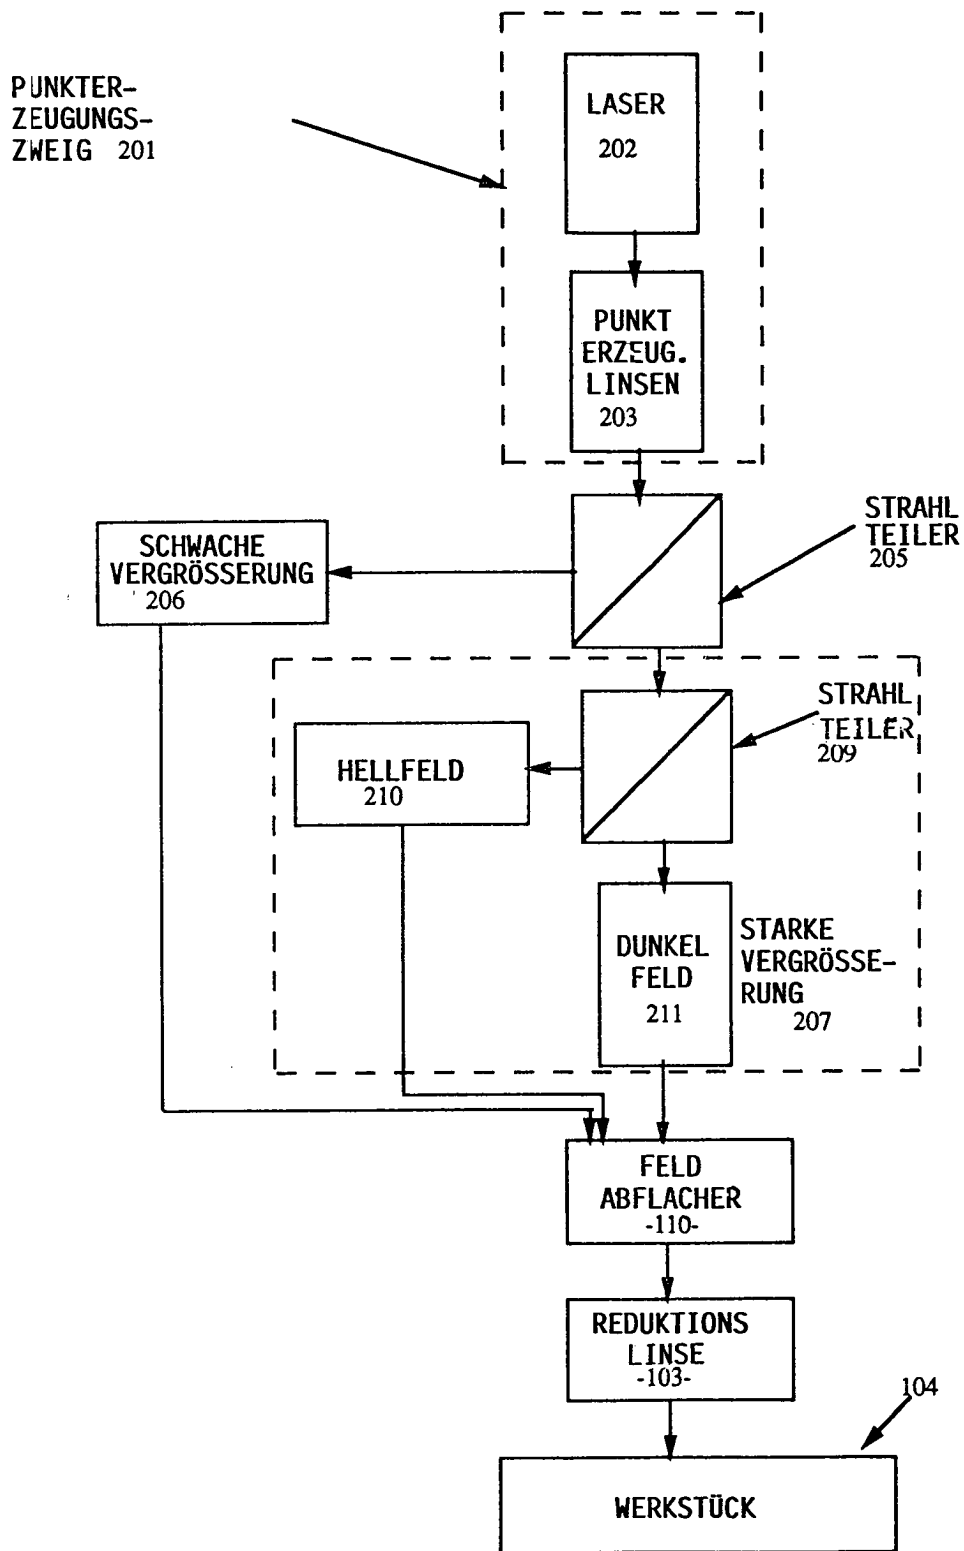 PUNKTER-
ZEUGUNGS-
ZWEIG 201
LASER
202
PUNKT
ERZEUG.
LINSEN
203
STRAHL
TEILER
205
SCHWACHE
VERGRÖSSERUNG
206
STRAHL
TEILER
209
HELLFELD
210
DUNKEL
FELD
211
STARKE
VERGRÖSSE-
RUNG
207
FELD
ABFLACHER
-110-
REDUKTIONS
LINSE
-103-
104
WERKSTÜCK